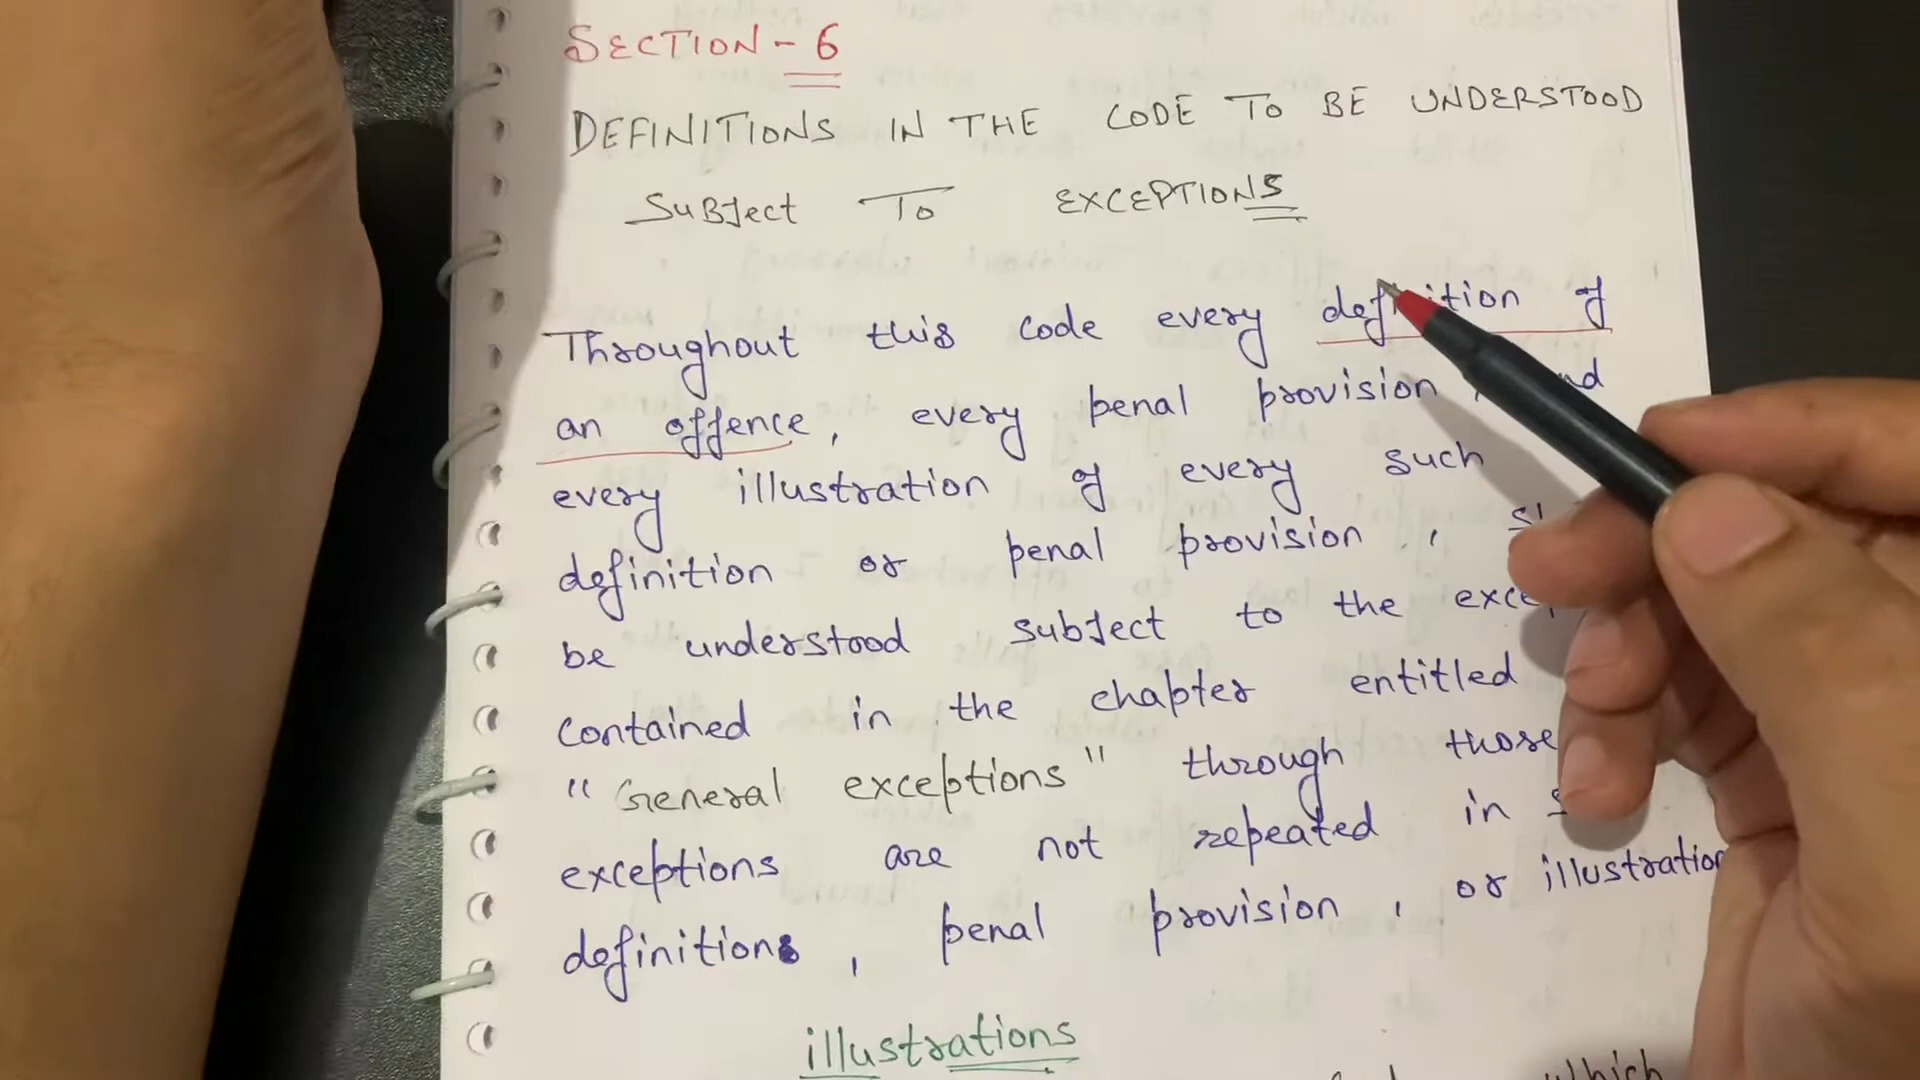 SECTION - 6
DEFINITIONS IN THE CODE TO BE UNDERSTOOD
SUBJECT TO EXCEPTIONS
Throughout this code every definition of
an offence, every penal provision,
every illustration of every such
definition or penal provision,
be understood subject to the
contained in the chapter entitled
"General exceptions" through those
exceptions are not repeated in
definitions, penal provision, or illustration
illustrations
which